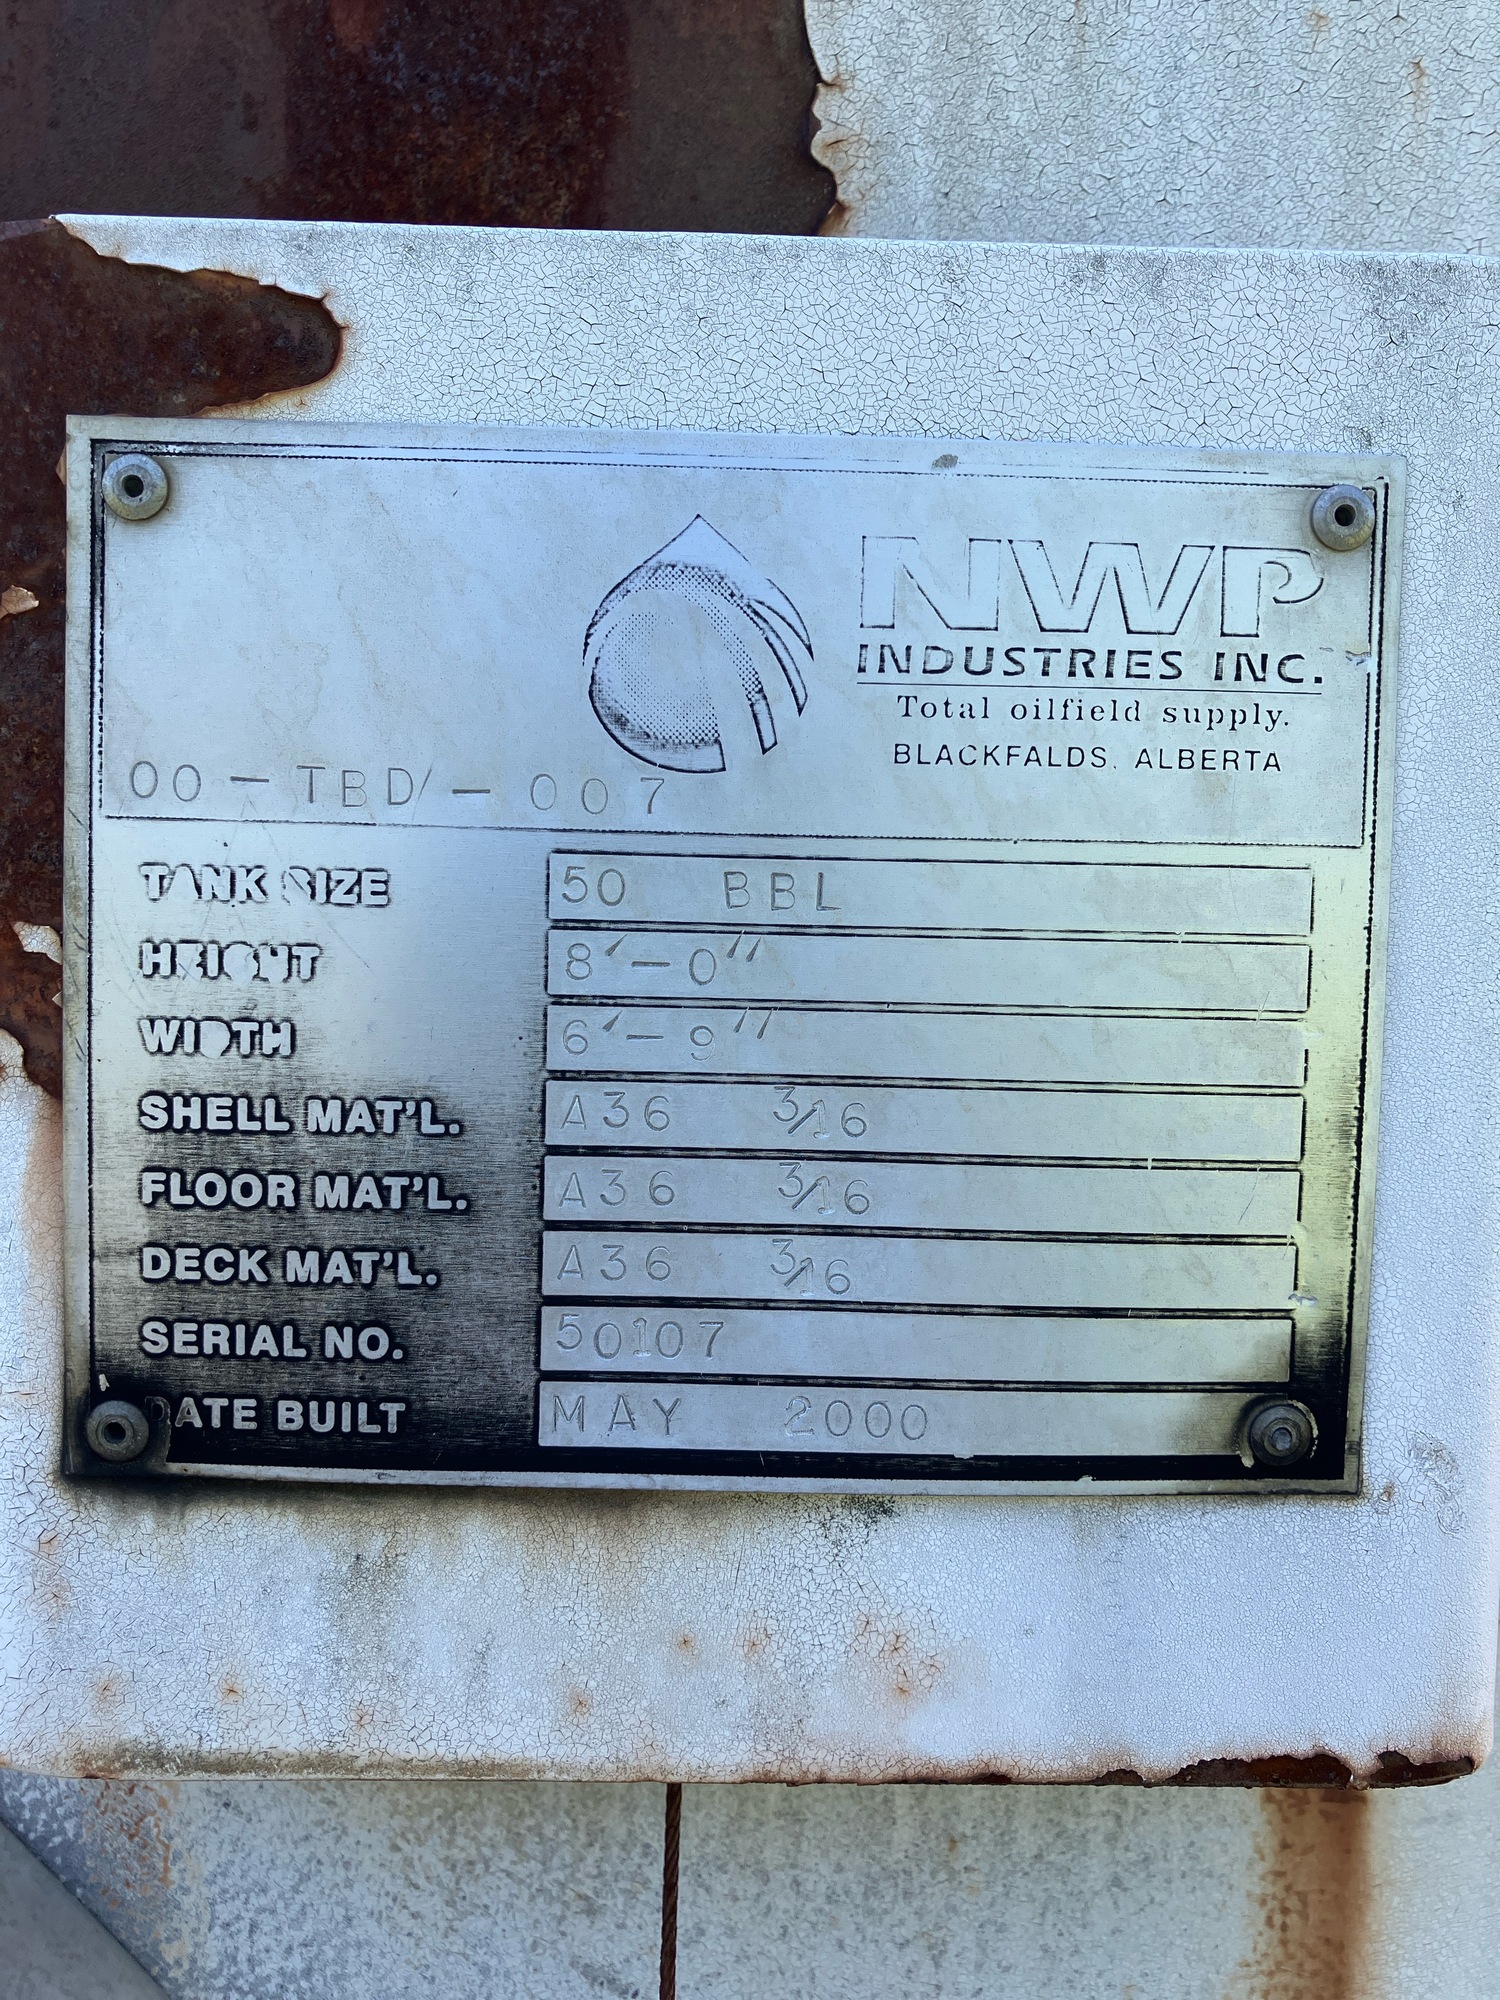 NWP
INDUSTRIES INC.
Total oilfield supply.
BLACKFALDS, ALBERTA
00 - TBD/ - 007
TANK SIZE 50 BBL
HEIGHT 8'-0"
WIDTH 6'-9"
SHELL MAT'L. A36 3/16
FLOOR MAT'L. A36 3/16
DECK MAT'L. A36 3/16
SERIAL NO. 50107
DATE BUILT MAY 2000